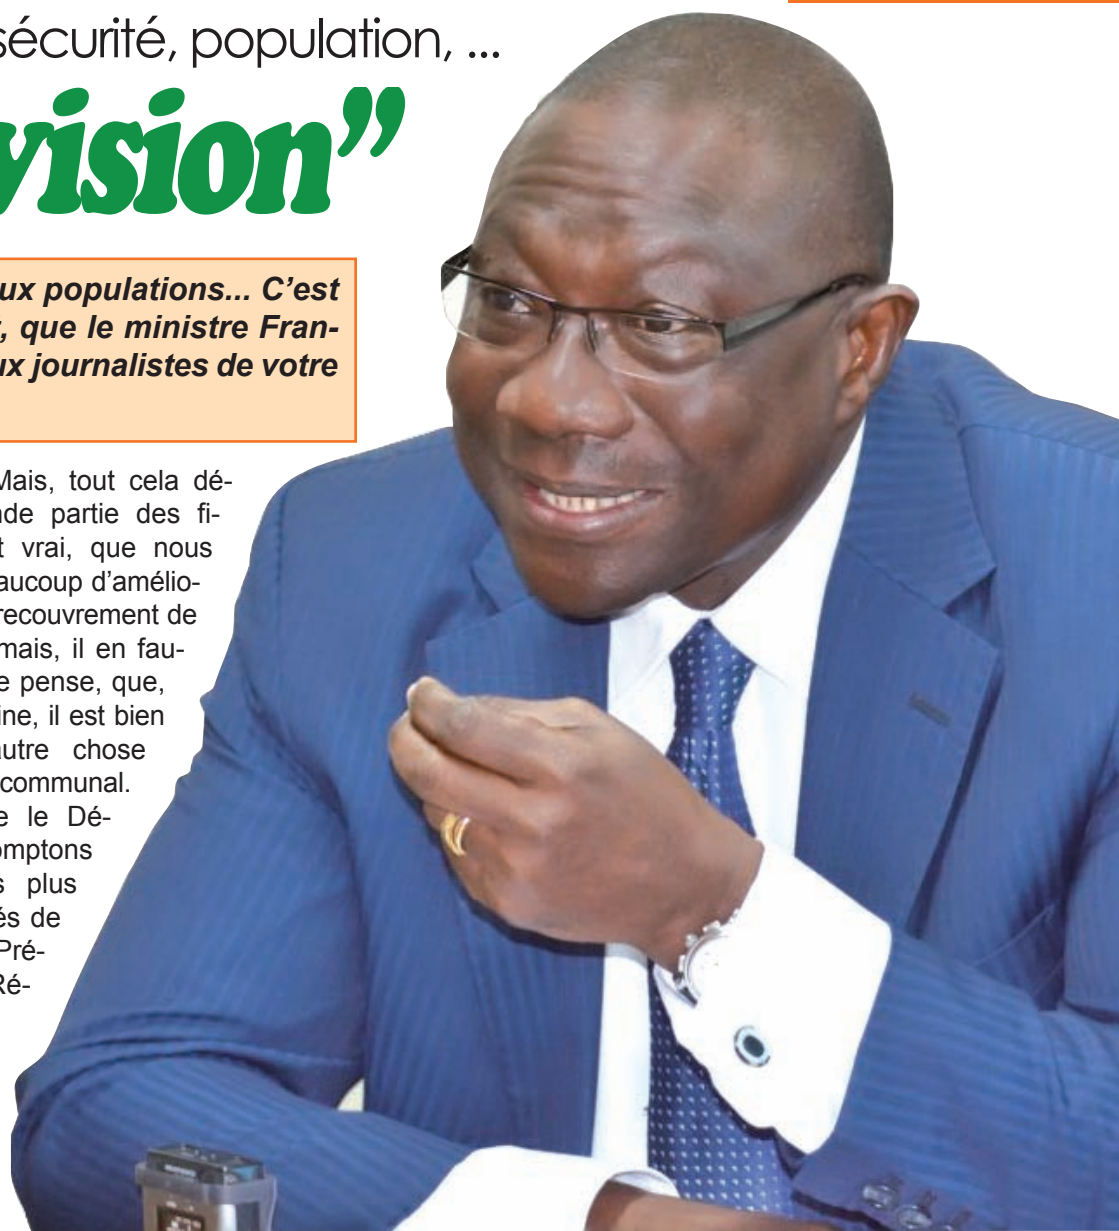 sécurité, population, ...
vision”
ux populations... C’est
, que le ministre Fran-
ux journalistes de votre
Mais, tout cela dé-
de partie des fi-
t vrai, que nous
aucoup d’amélio-
recouvrement de
mais, il en fau-
e pense, que,
ine, il est bien
autre chose
communal.
e le Dé-
omptons
s plus
és de
Pré-
Ré-